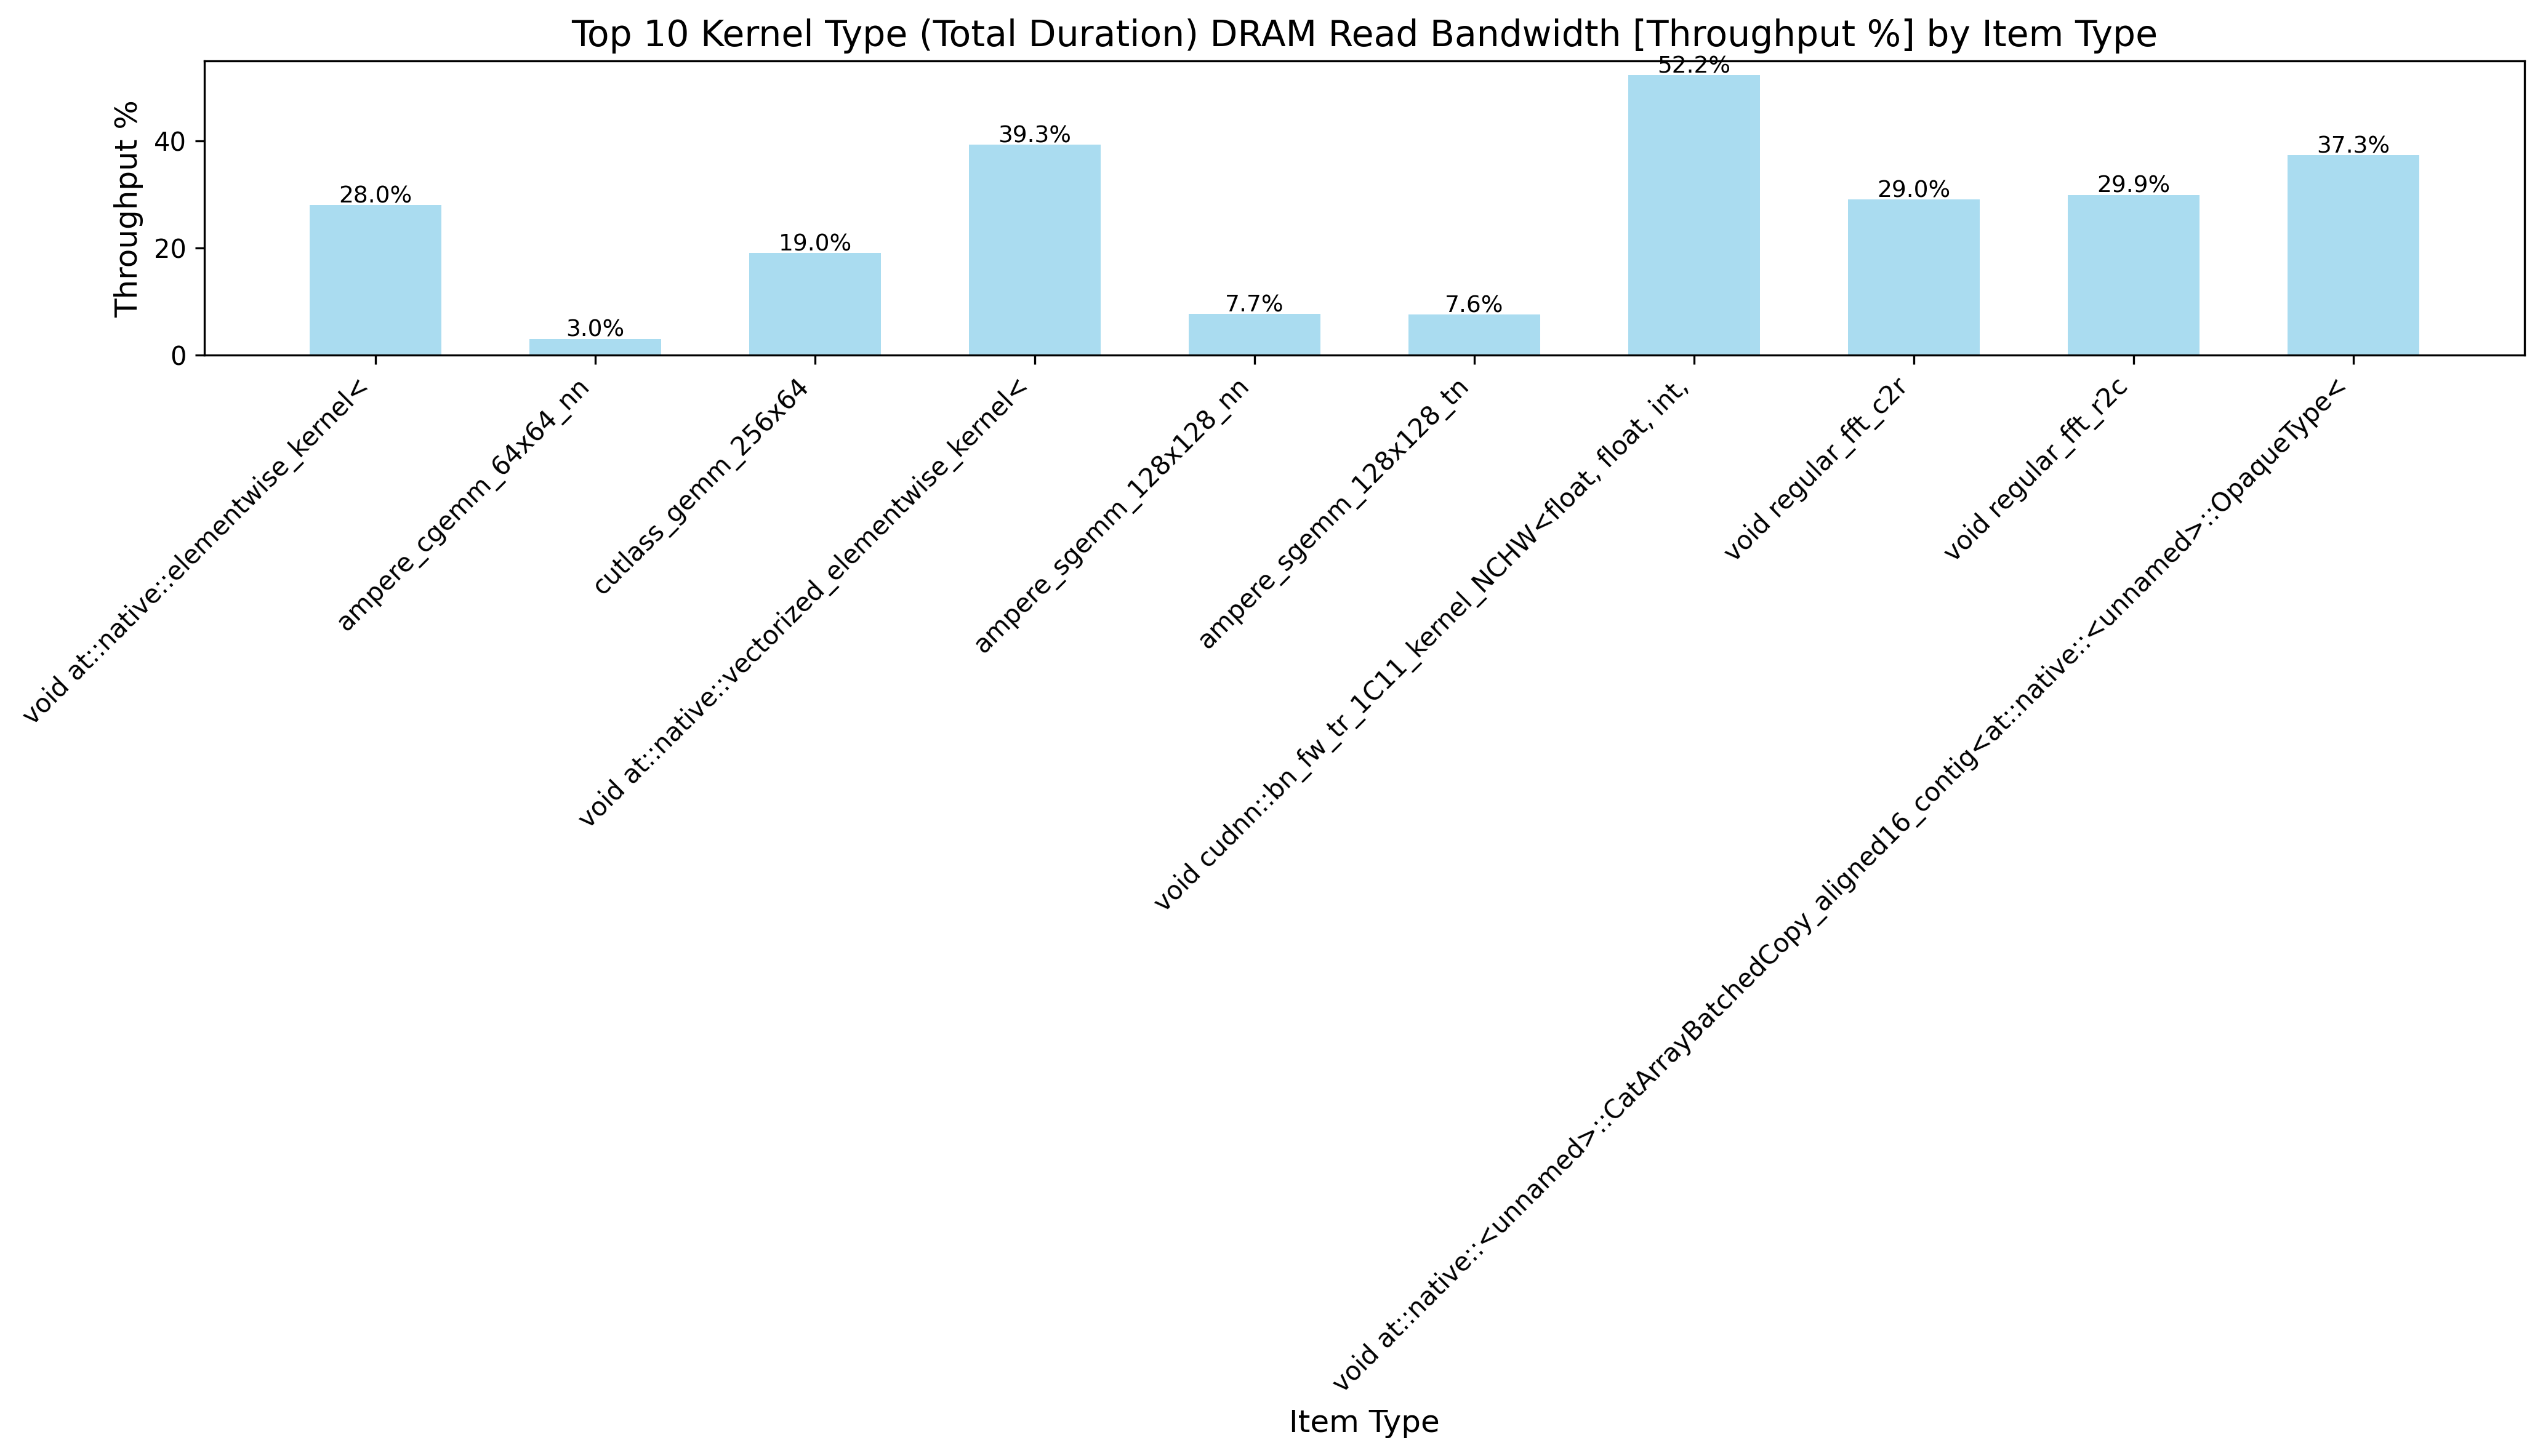 Top 10 Kernel Type (Total Duration) DRAM Read Bandwidth [Throughput %] by Item Type
Throughput %
40
20
0
28.0%
3.0%
19.0%
39.3%
7.7%
7.6%
52.2%
29.0%
29.9%
37.3%
void at::native::elementwise_kernel<
ampere_cgemm_64x64_nn
cutlass_gemm_256x64
void at::native::vectorized_elementwise_kernel<
ampere_sgemm_128x128_nn
ampere_sgemm_128x128_tn
void cudnn::bn_fw_tr_1C11_kernel_NCHW<float, float, int,
void regular_fft_c2r
void regular_fft_r2c
void at::native::<unnamed>::CatArrayBatchedCopy_aligned16_contig<at::native::<unnamed>::OpaqueType<
Item Type